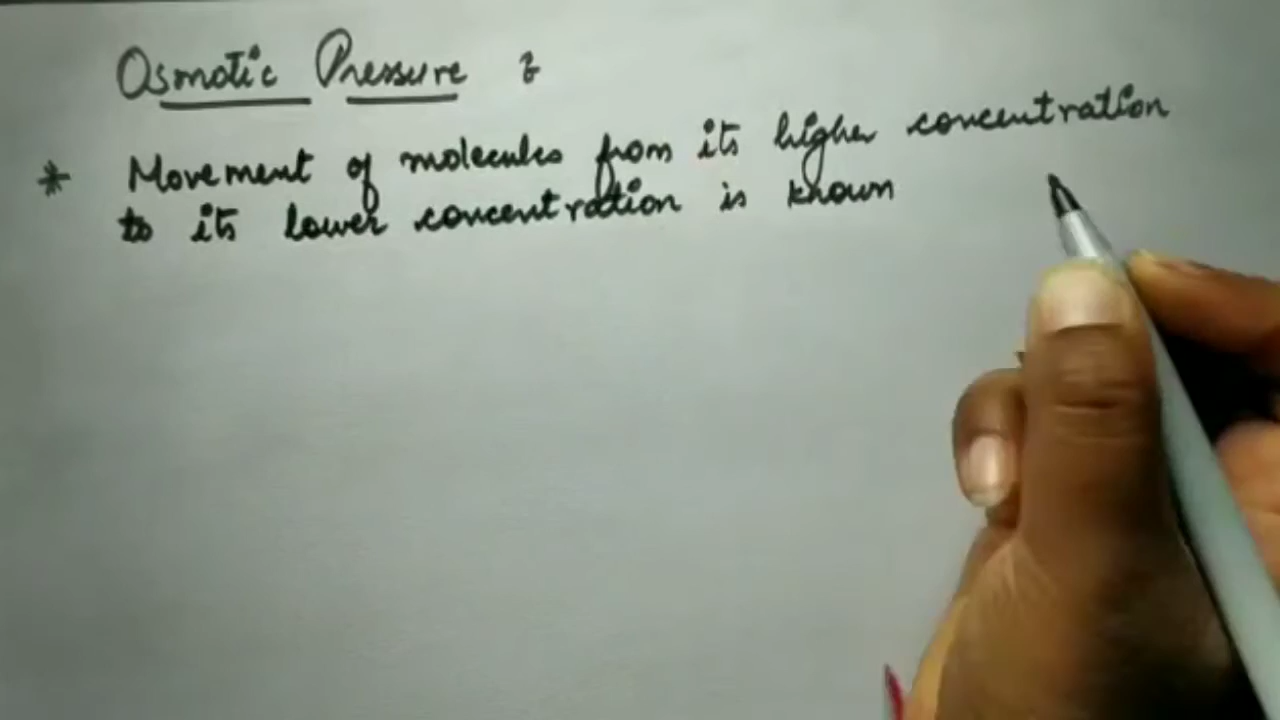 Osmotic Pressure :
* Movement of molecules from its higher concentration
to its lower concentration is known